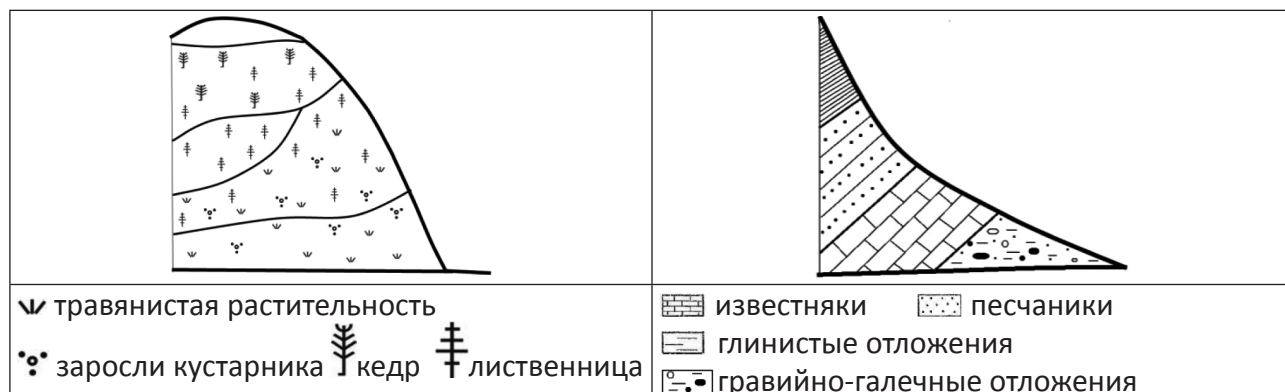 травянистая растительность
заросли кустарника кедр лиственница
известняки песчаники
глинистые отложения
гравийно-галечные отложения